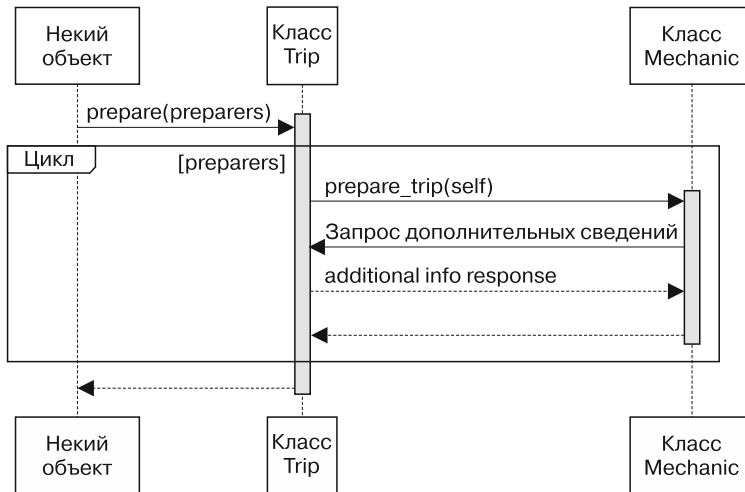 Некий
объект
Класс
Trip
Класс
Mechanic
prepare(preparers)
Цикл
[preparers]
prepare_trip(self)
Запрос дополнительных сведений
additional info response
Некий
объект
Класс
Trip
Класс
Mechanic